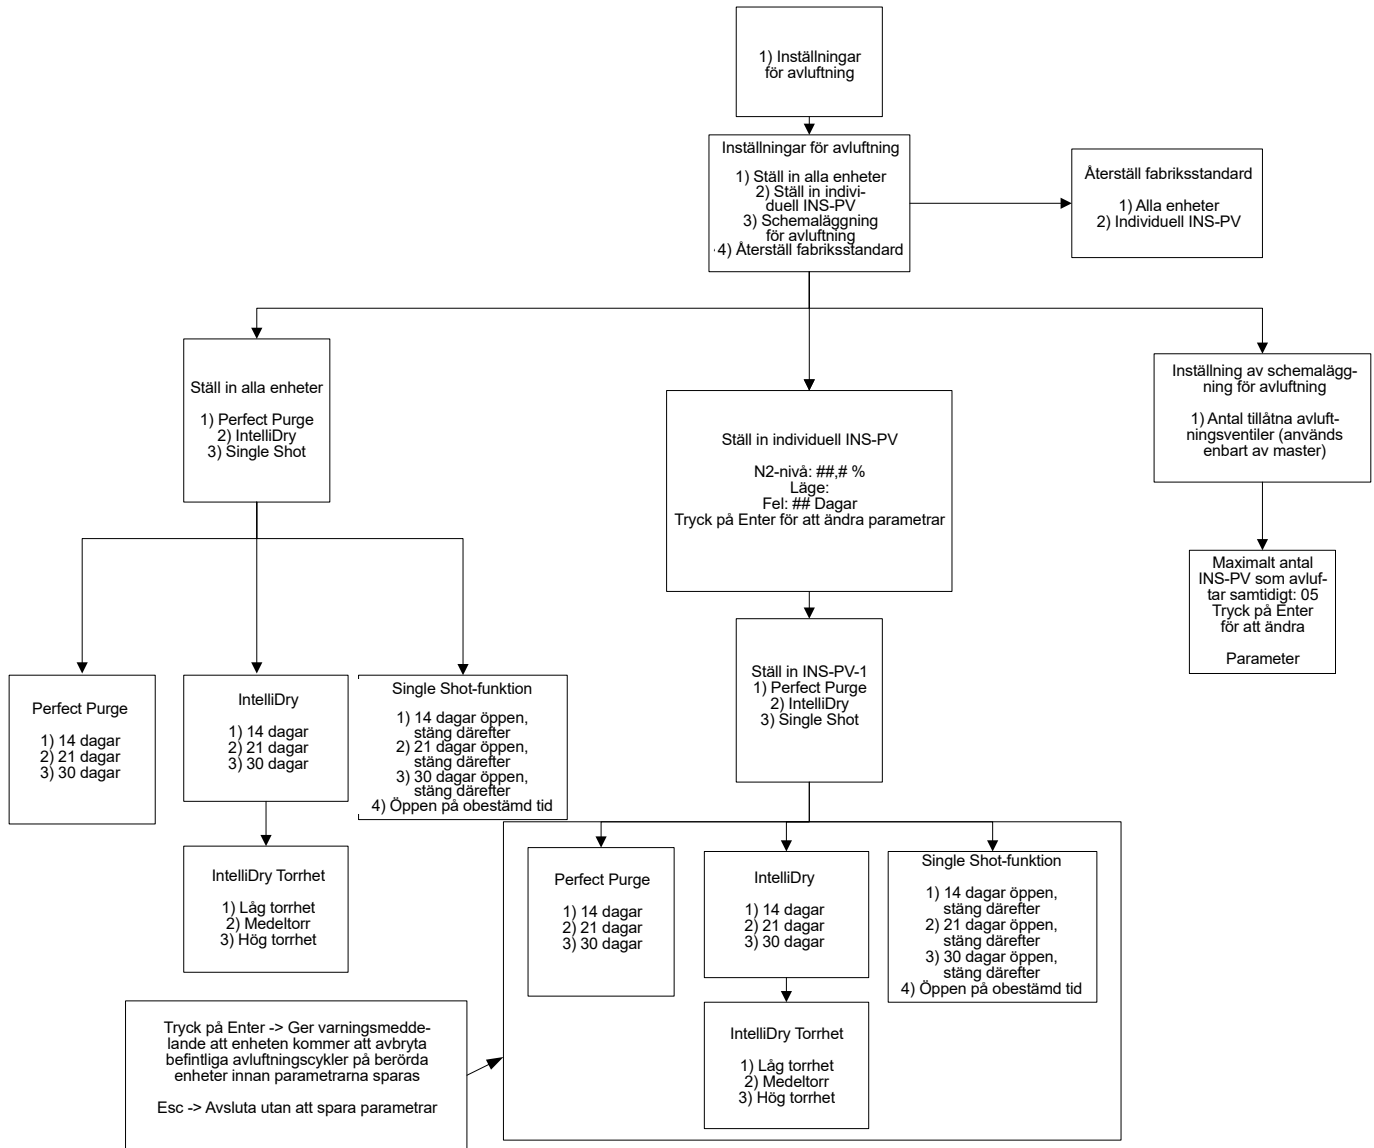 1) Inställningar
för avluftning
Inställningar för avluftning
1) Ställ in alla enheter
2) Ställ in indivi-
duell INS-PV
3) Schemaläggning
för avluftning
4) Återställ fabriksstandard
Återställ fabriksstandard
1) Alla enheter
2) Individuell INS-PV
Ställ in alla enheter
1) Perfect Purge
2) IntelliDry
3) Single Shot
Ställ in individuell INS-PV
N2-nivå: ##,# %
Läge:
Fel: ## Dagar
Tryck på Enter för att ändra parametrar
Inställning av schemalägg-
ning för avluftning
1) Antal tillåtna avluft-
ningsventiler (används
enbart av master)
Maximalt antal
INS-PV som avluf-
tar samtidigt: 05
Tryck på Enter
för att ändra
Parameter
Ställ in INS-PV-1
1) Perfect Purge
2) IntelliDry
3) Single Shot
Perfect Purge
1) 14 dagar
2) 21 dagar
3) 30 dagar
IntelliDry
1) 14 dagar
2) 21 dagar
3) 30 dagar
Single Shot-funktion
1) 14 dagar öppen,
stäng därefter
2) 21 dagar öppen,
stäng därefter
3) 30 dagar öppen,
stäng därefter
4) Öppen på obestämd tid
IntelliDry Torrhet
1) Låg torrhet
2) Medeltorr
3) Hög torrhet
Perfect Purge
1) 14 dagar
2) 21 dagar
3) 30 dagar
IntelliDry
1) 14 dagar
2) 21 dagar
3) 30 dagar
Single Shot-funktion
1) 14 dagar öppen,
stäng därefter
2) 21 dagar öppen,
stäng därefter
3) 30 dagar öppen,
stäng därefter
4) Öppen på obestämd tid
IntelliDry Torrhet
1) Låg torrhet
2) Medeltorr
3) Hög torrhet
Tryck på Enter -> Ger varningsmedde-
lande att enheten kommer att avbryta
befintliga avluftningscykler på berörda
enheter innan parametrarna sparas
Esc -> Avsluta utan att spara parametrar